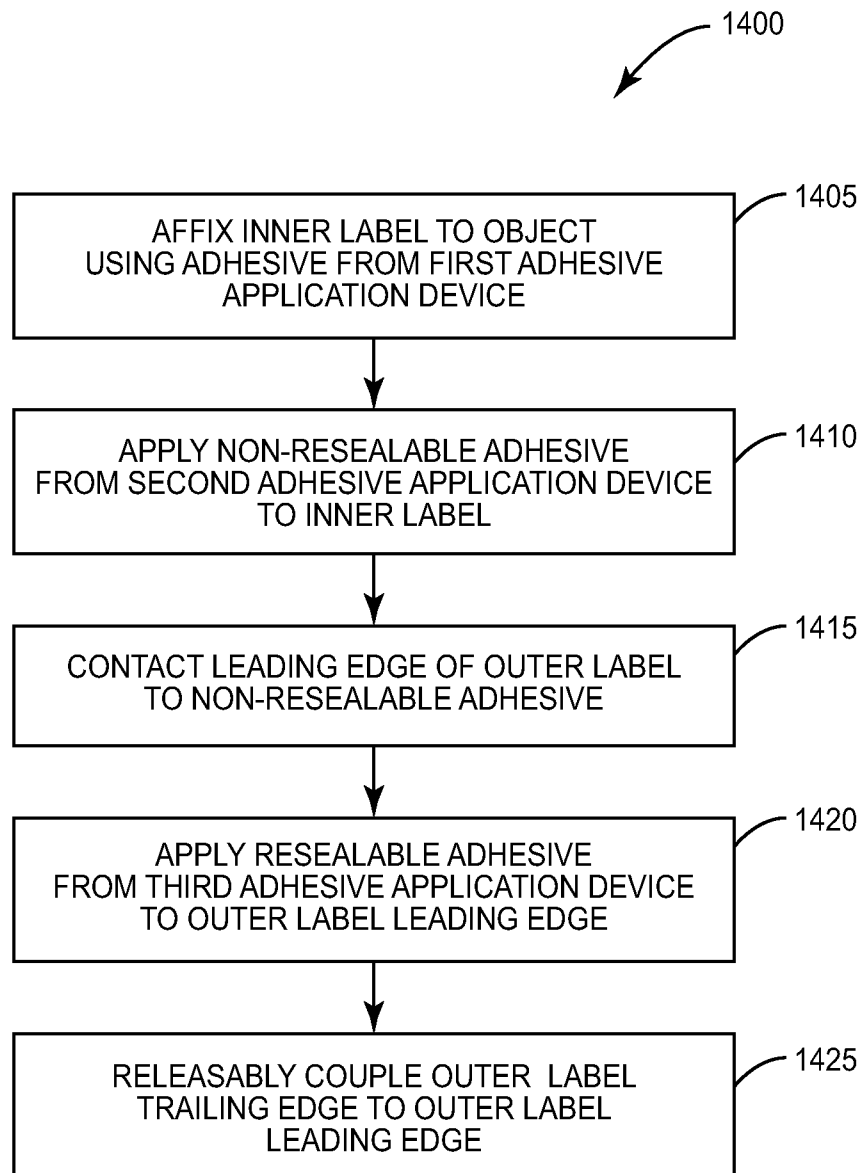 1400
1405
AFFIX INNER LABEL TO OBJECT
USING ADHESIVE FROM FIRST ADHESIVE
APPLICATION DEVICE
1410
APPLY NON-RESEALABLE ADHESIVE
FROM SECOND ADHESIVE APPLICATION DEVICE
TO INNER LABEL
1415
CONTACT LEADING EDGE OF OUTER LABEL
TO NON-RESEALABLE ADHESIVE
1420
APPLY RESEALABLE ADHESIVE
FROM THIRD ADHESIVE APPLICATION DEVICE
TO OUTER LABEL LEADING EDGE
1425
RELEASABLY COUPLE OUTER LABEL
TRAILING EDGE TO OUTER LABEL
LEADING EDGE